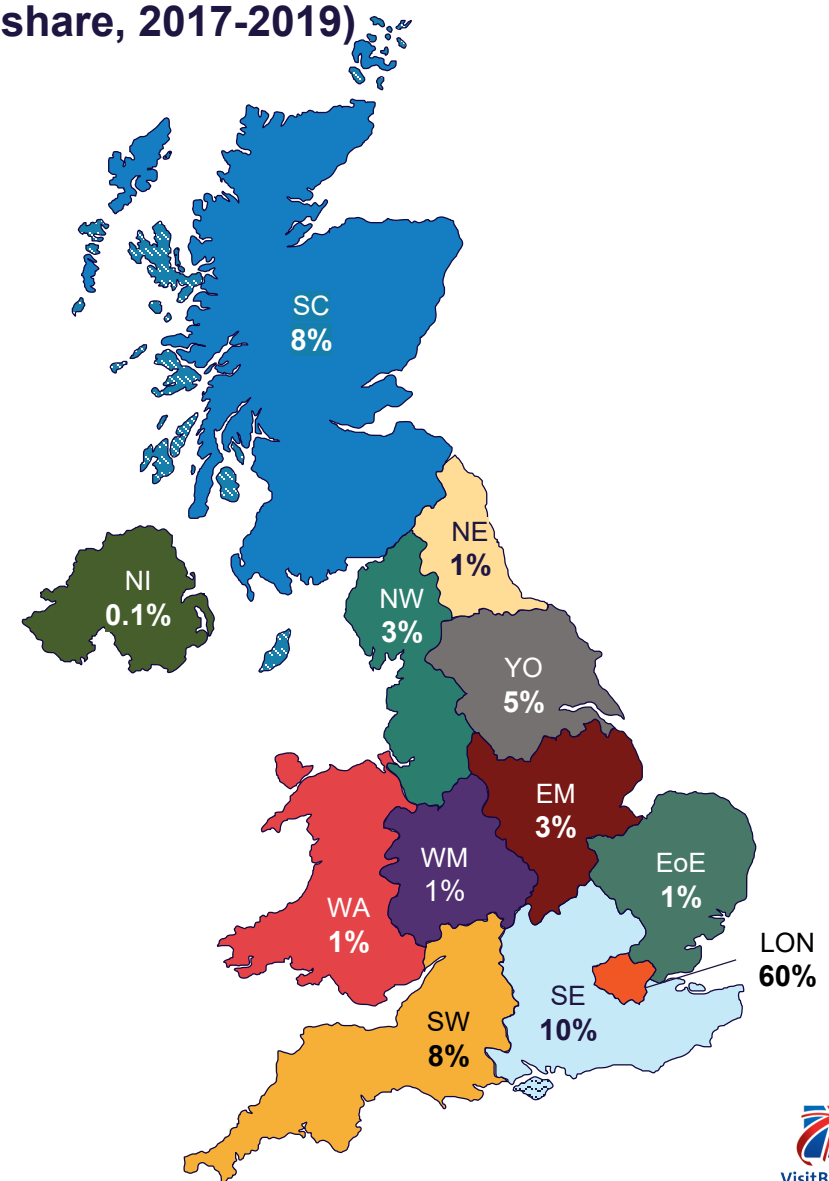 share, 2017-2019)
SC
8%
NE
1%
NI
0.1%
NW
3%
YO
5%
EM
3%
WM
1%
EoE
1%
WA
1%
LON
60%
SE
10%
SW
8%